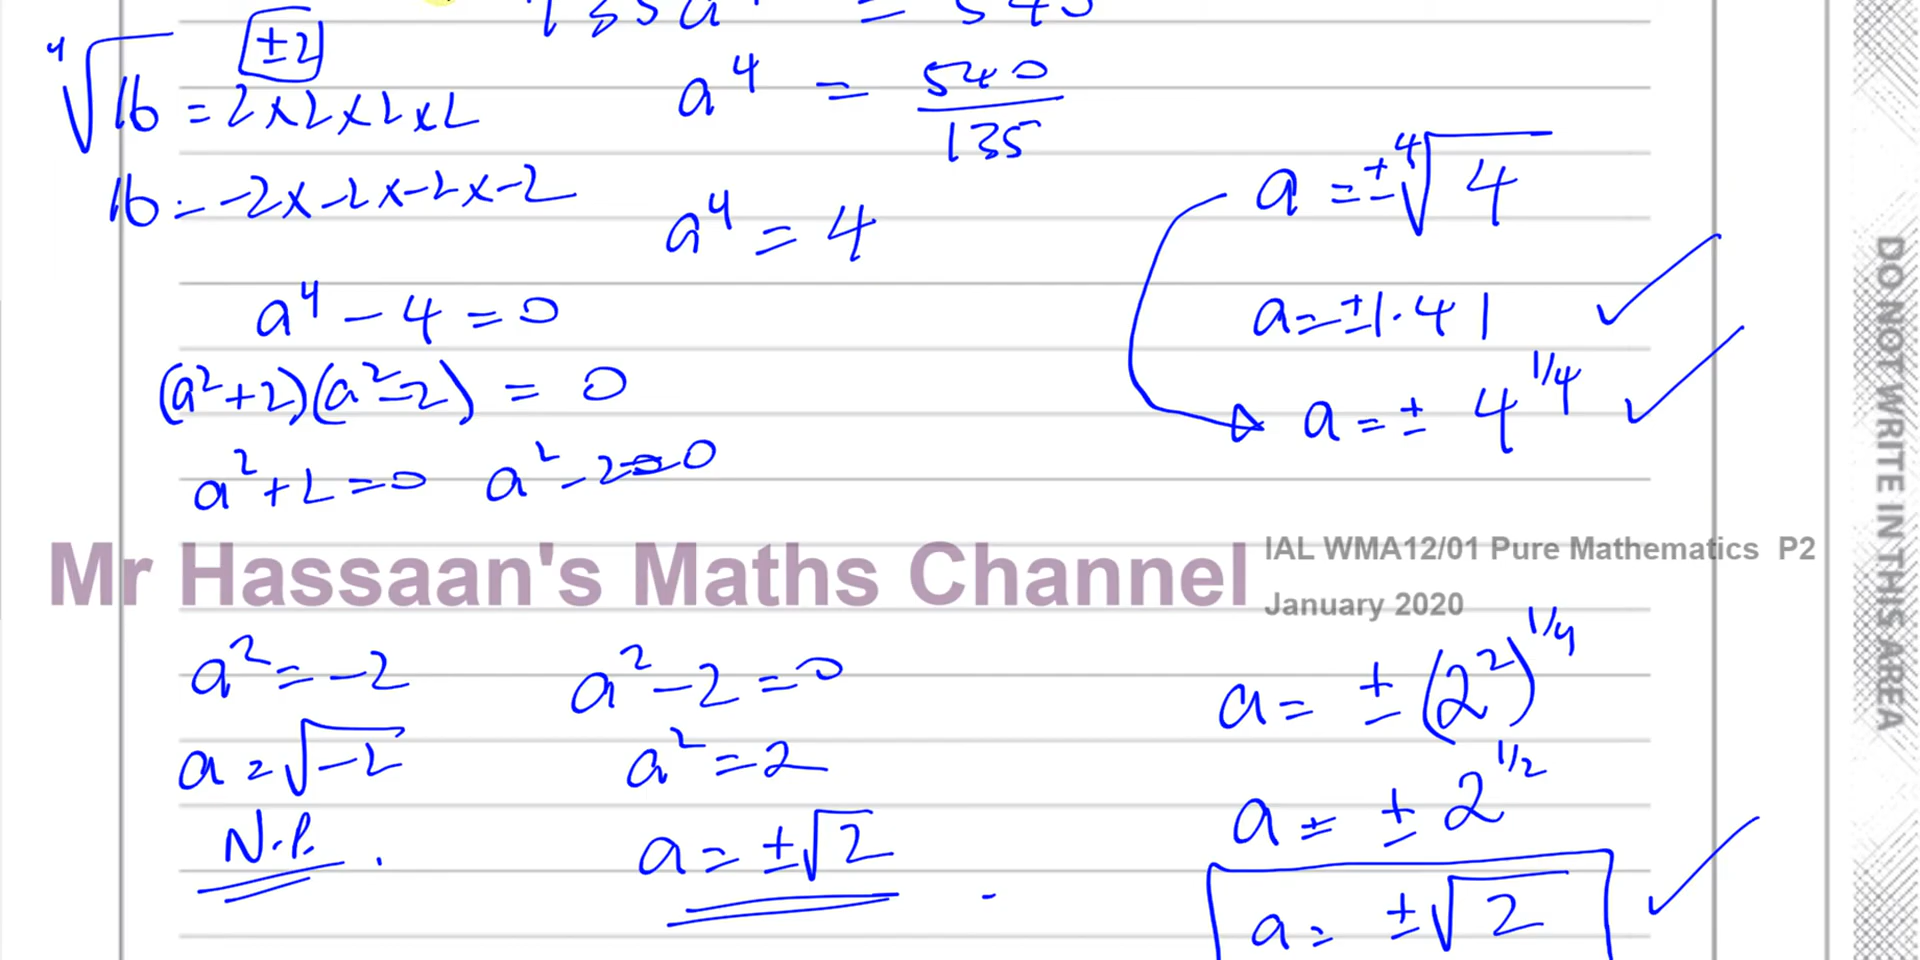 135a⁴ = 540
⁴√16 = 2×2×2×2
±2
16 = -2×-2×-2×-2
a⁴ = 540/135
a⁴ = 4
a⁴ - 4 = 0
(a²+2)(a²-2) = 0
a²+2=0 a²-2=0
a = ±⁴√4
a = ±1.41
a = ± 4^1/4
Mr Hassaan's Maths Channel
IAL WMA12/01 Pure Mathematics P2
January 2020
a² = -2
a = √-2
N.P.
a² - 2 = 0
a² = 2
a = ±√2
a = ± (2²)^1/4
a = ± 2^1/2
a = ±√2
DO NOT WRITE IN THIS AREA